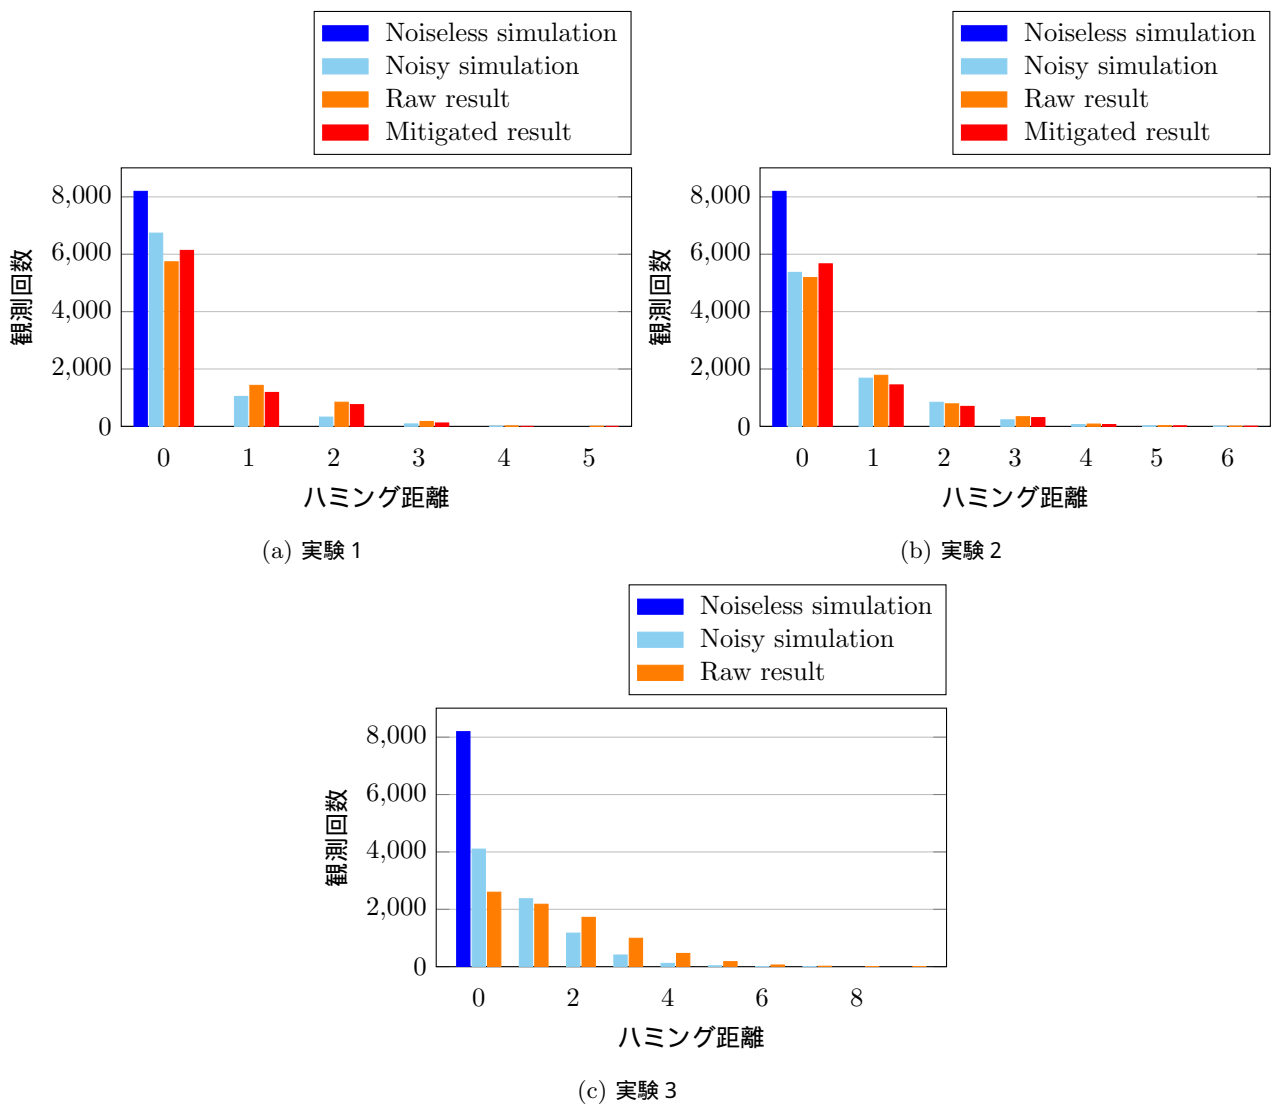 Noiseless simulation
Noisy simulation
Raw result
Mitigated result
8,000
6,000
4,000
2,000
0
観測回数
0 1 2 3 4 5
ハミング距離
(a) 実験 1
Noiseless simulation
Noisy simulation
Raw result
Mitigated result
8,000
6,000
4,000
2,000
0
観測回数
0 1 2 3 4 5 6
ハミング距離
(b) 実験 2
Noiseless simulation
Noisy simulation
Raw result
8,000
6,000
4,000
2,000
0
観測回数
0 2 4 6 8
ハミング距離
(c) 実験 3